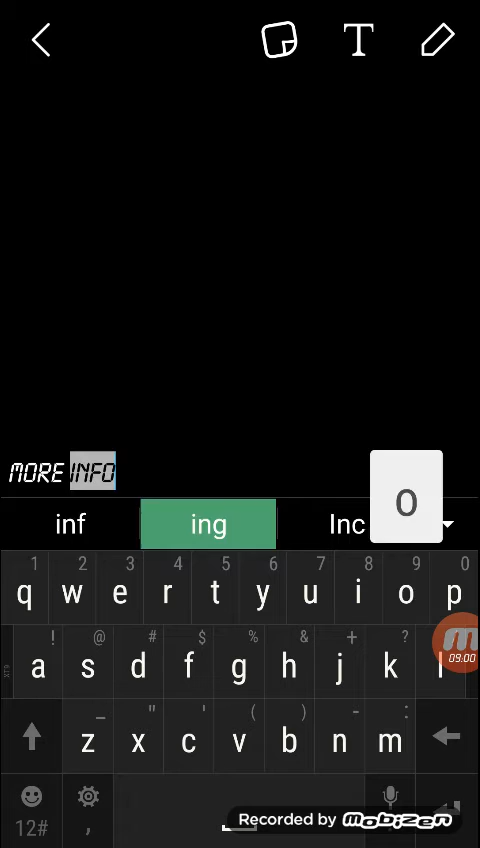 T
MORE INFO
o
inf ing Inc
1 2 3 4 5 6 7 8 9 0
q w e r t y u i o p
! @ # $ % & + ?
a s d f g h j k l
09:00
_ " ' ( ) - :
z x c v b n m
12# ,
Recorded by mobizen